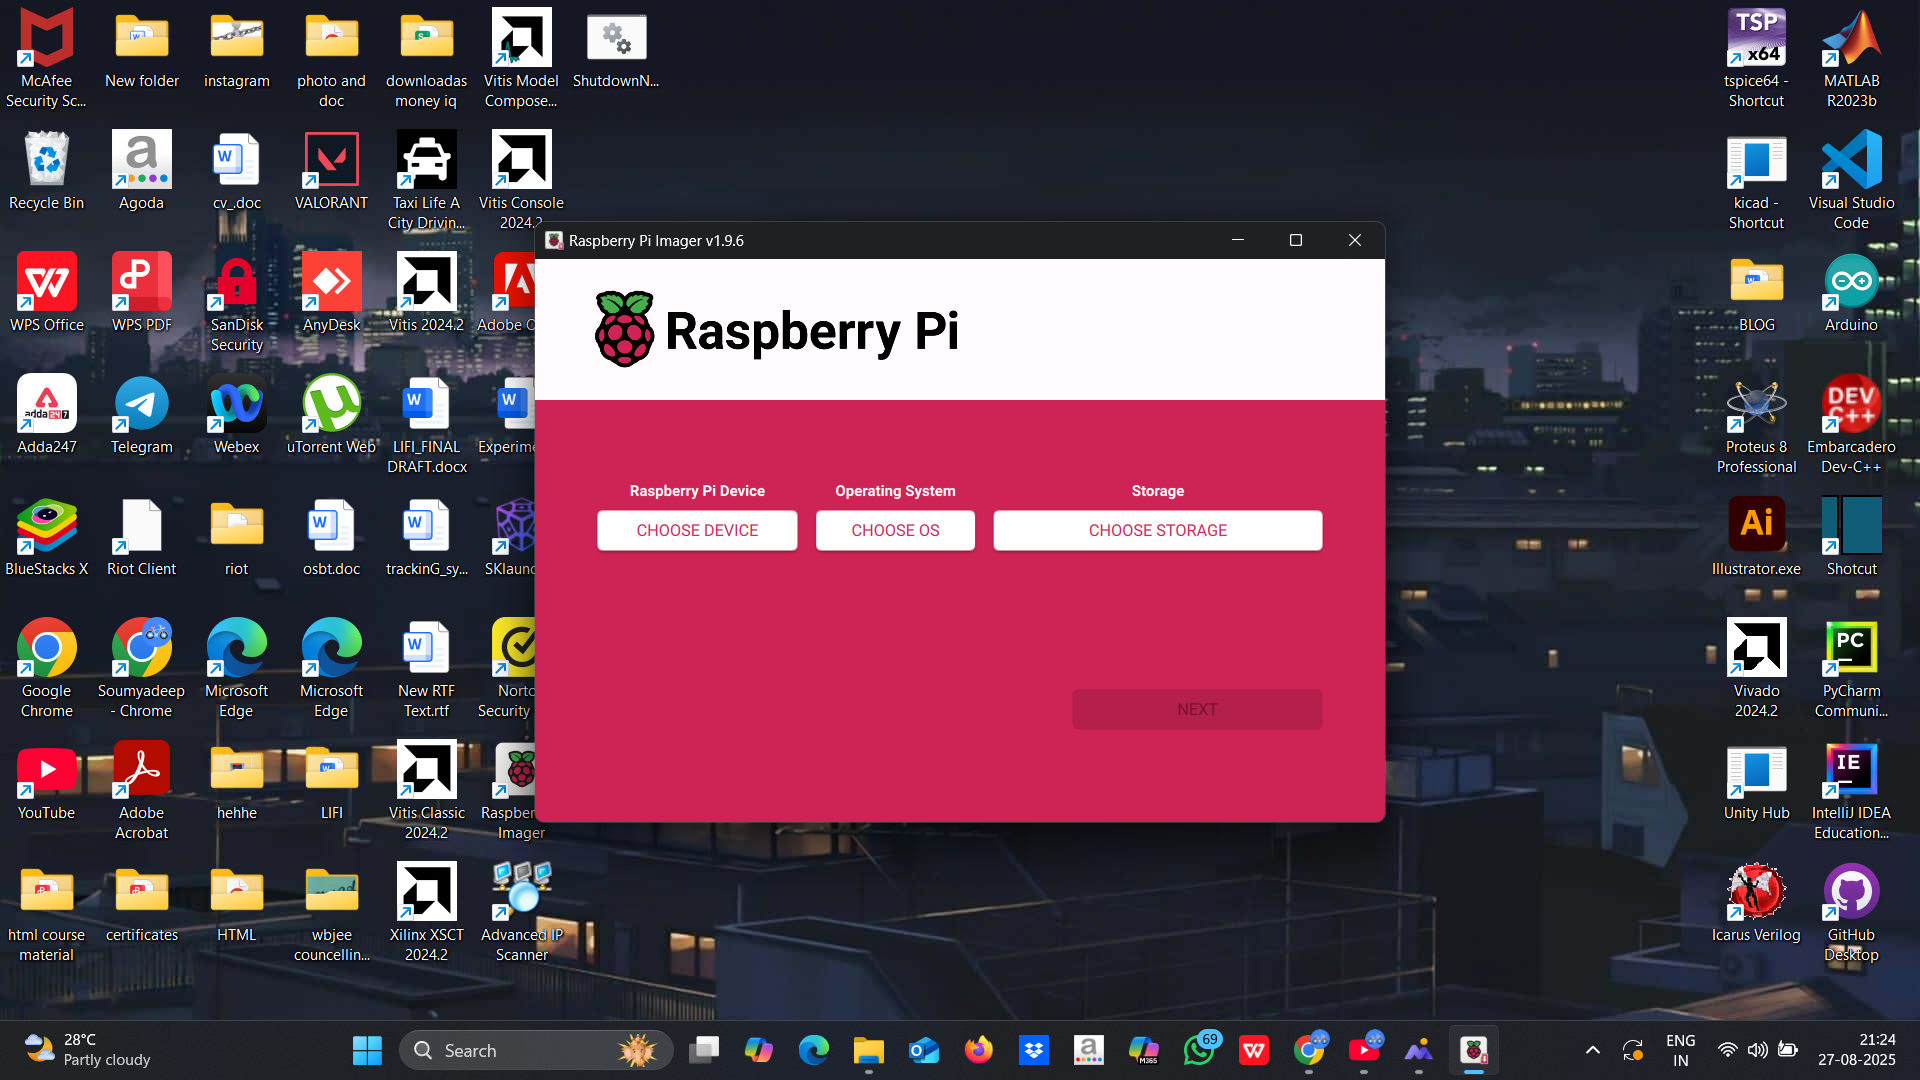 McAfee
Security Sc...
New folder
instagram
photo and
doc
downloadas
money iq
Vitis Model
Compose...
ShutdownN...
TSP
x64
tspice64 -
Shortcut
MATLAB
R2023b
Recycle Bin
a
Agoda
W
cv_.doc
VALORANT
Taxi Life A
City Drivin...
Vitis Console
2024.2
kicad -
Shortcut
Visual Studio
Code
Raspberry Pi Imager v1.9.6
Raspberry Pi
WPS Office
WPS PDF
SanDisk
Security
AnyDesk
Vitis 2024.2
Adobe
BLOG
Arduino
adda247
Adda247
Telegram
Webex
uTorrent Web
W
LIFI_FINAL
DRAFT.docx
W
Experime
Proteus 8
Professional
DEV
C++
Embarcadero
Dev-C++
Raspberry Pi Device
Operating System
Storage
CHOOSE DEVICE
CHOOSE OS
CHOOSE STORAGE
BlueStacks X
Riot Client
riot
W
osbt.doc
W
trackinG_sy...
SKlaunc
Ai
Illustrator.exe
Shotcut
Google
Chrome
Soumyadeep
- Chrome
Microsoft
Edge
Microsoft
Edge
W
New RTF
Text.rtf
Norto
Security
NEXT
Vivado
2024.2
PC
PyCharm
Communi...
YouTube
Adobe
Acrobat
hehhe
LIFI
Vitis Classic
2024.2
Raspber
Imager
Unity Hub
IE
IntelliJ IDEA
Education...
html course
material
certificates
HTML
wbjee
councellin...
Xilinx XSCT
2024.2
Advanced IP
Scanner
Icarus Verilog
GitHub
Desktop
28°C
Partly cloudy
Search
a
M365
69
ENG
IN
21:24
27-08-2025